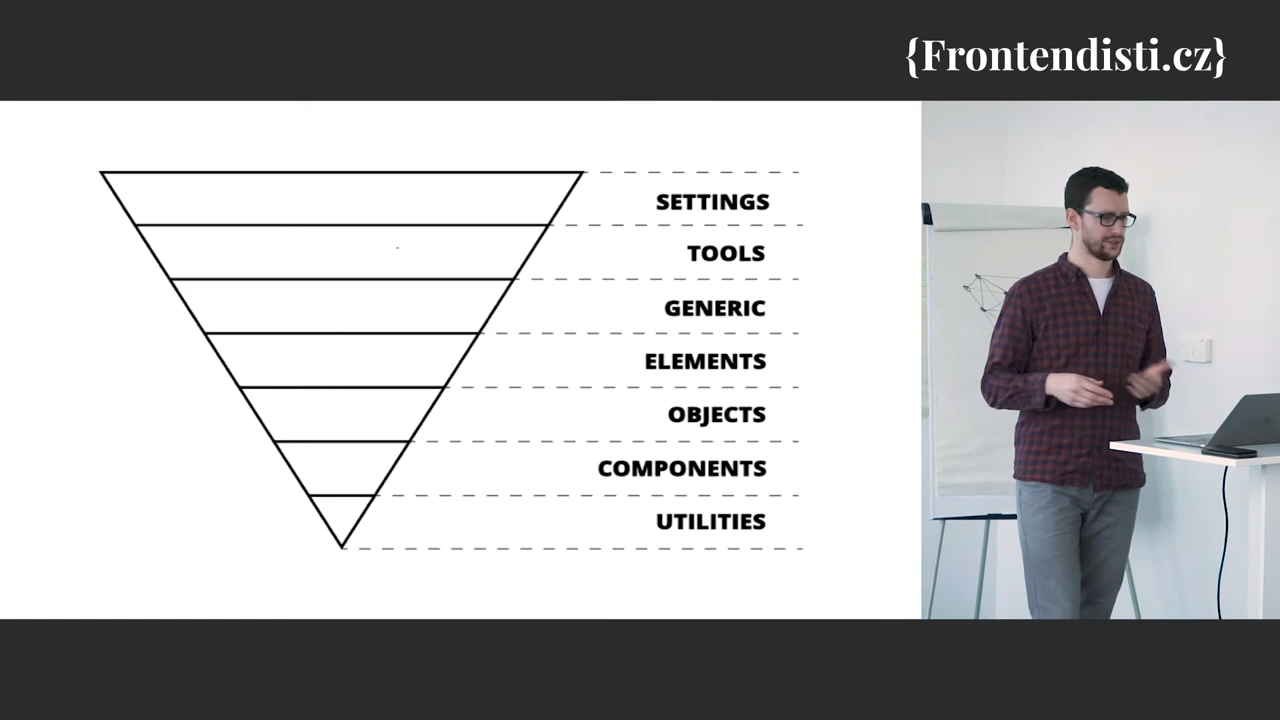 {Frontendisti.cz}
SETTINGS
TOOLS
GENERIC
ELEMENTS
OBJECTS
COMPONENTS
UTILITIES